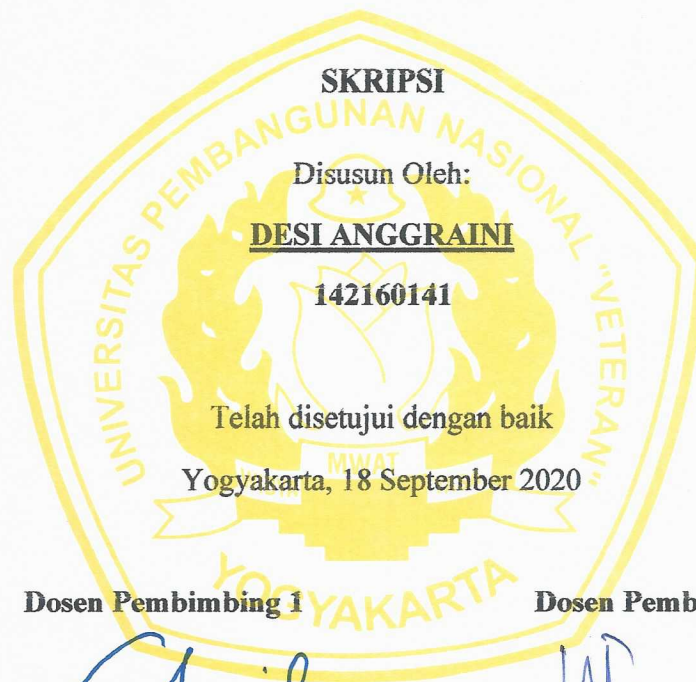 SKRIPSI
UNIVERSITAS PEMBANGUNAN NASIONAL "VETERAN"
Disusun Oleh:
DESI ANGGRAINI
142160141
Telah disetujui dengan baik
MWAT
Yogyakarta, 18 September 2020
YOGYAKARTA
Dosen Pembimbing 1 Dosen Pemb